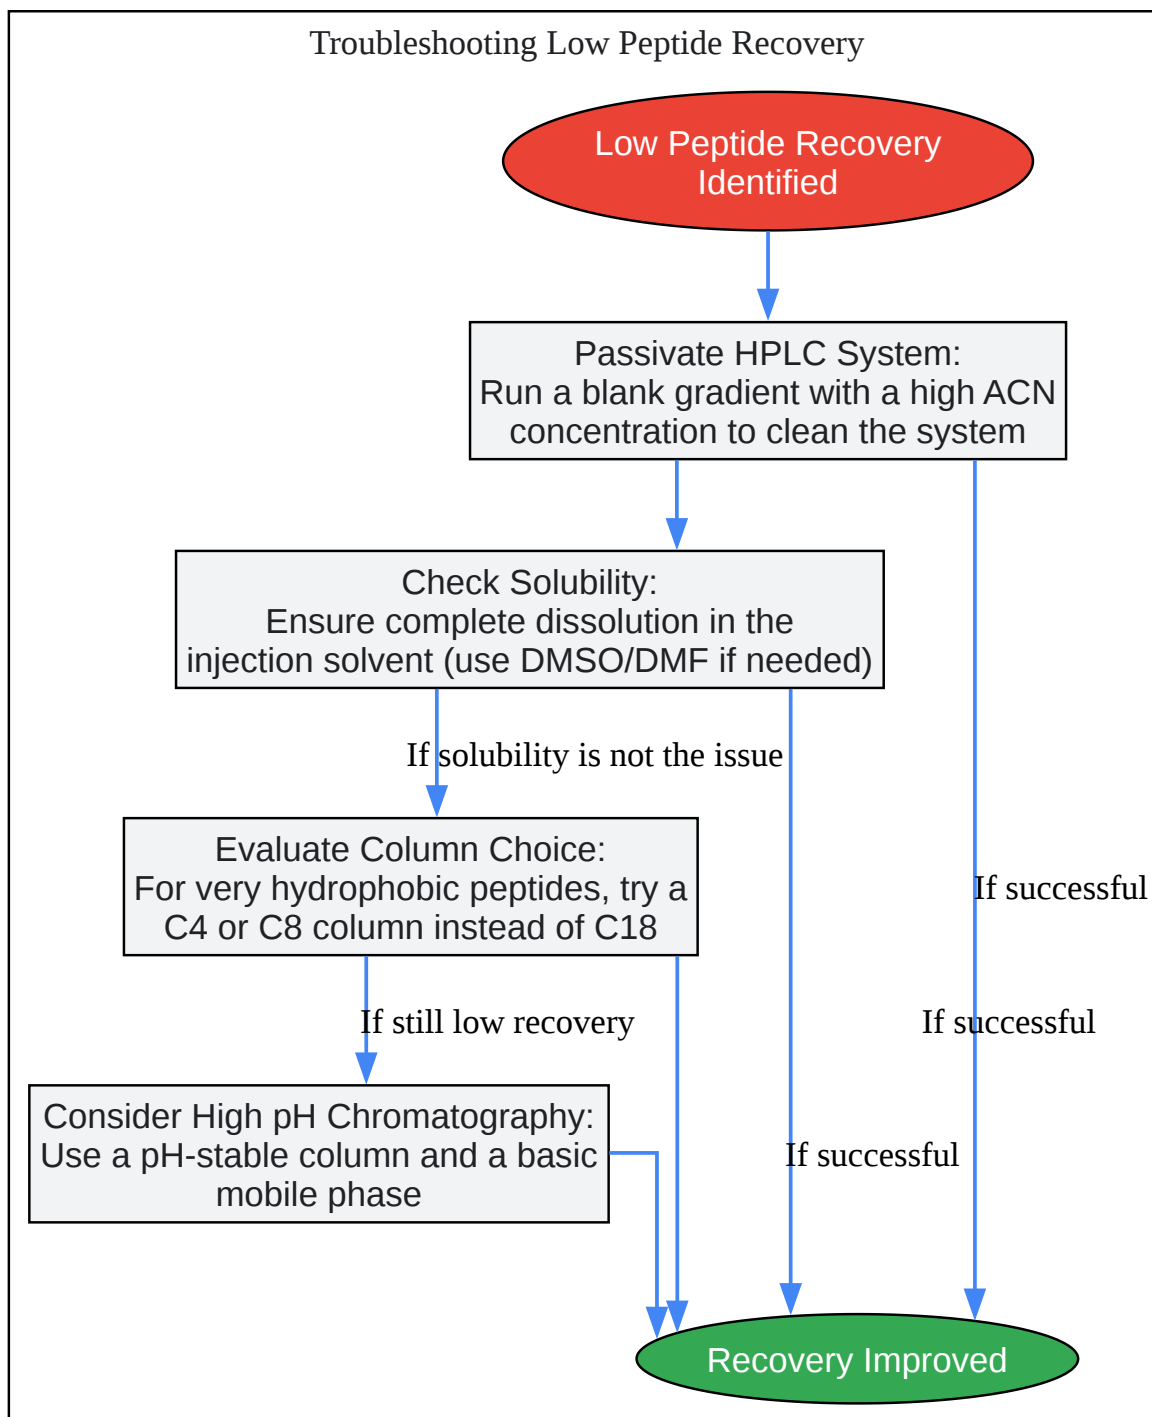 Troubleshooting Low Peptide Recovery
Low Peptide Recovery
Identified
Passivate HPLC System:
Run a blank gradient with a high ACN
concentration to clean the system
Check Solubility:
Ensure complete dissolution in the
injection solvent (use DMSO/DMF if needed)
If solubility is not the issue
Evaluate Column Choice:
For very hydrophobic peptides, try a
C4 or C8 column instead of C18
If successful
If still low recovery
If successful
Consider High pH Chromatography:
Use a pH-stable column and a basic
mobile phase
If successful
Recovery Improved